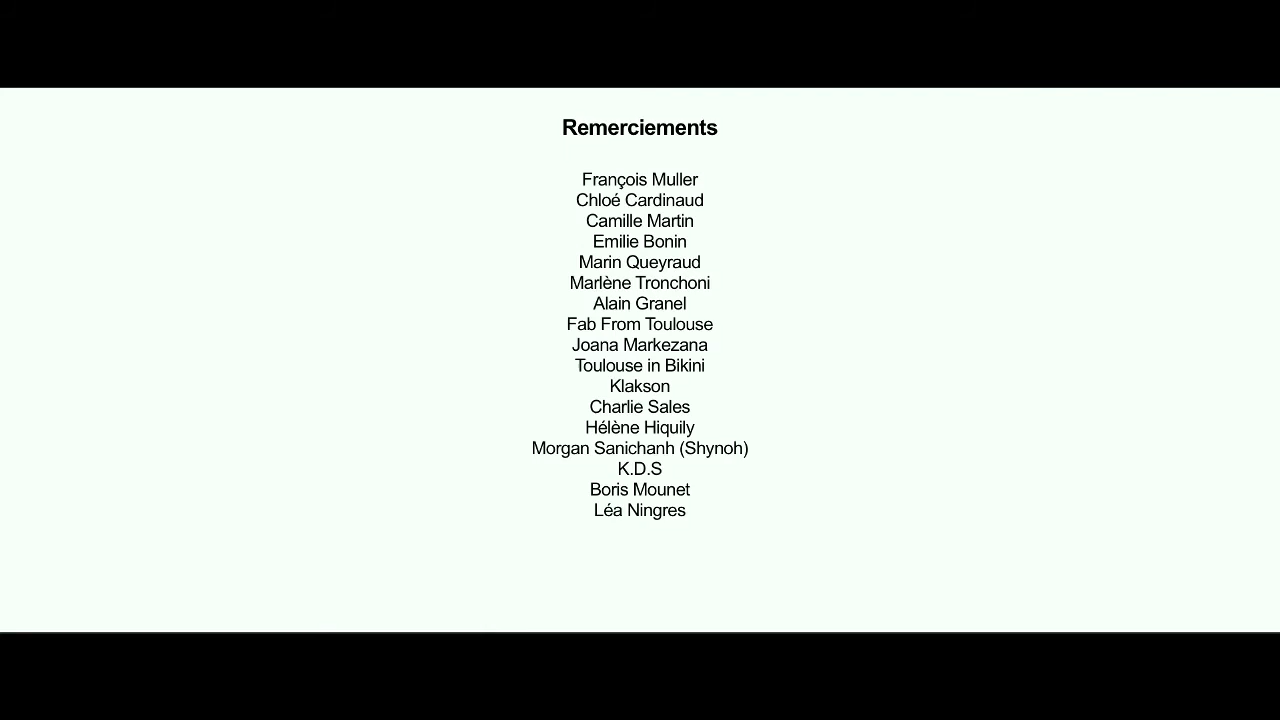 Remerciements
François Muller
Chloé Cardinaud
Camille Martin
Emilie Bonin
Marin Queyraud
Marlène Tronchoni
Alain Granel
Fab From Toulouse
Joana Markezana
Toulouse in Bikini
Klakson
Charlie Sales
Hélène Hiquily
Morgan Sanichanh (Shynoh)
K.D.S
Boris Mounet
Léa Ningres